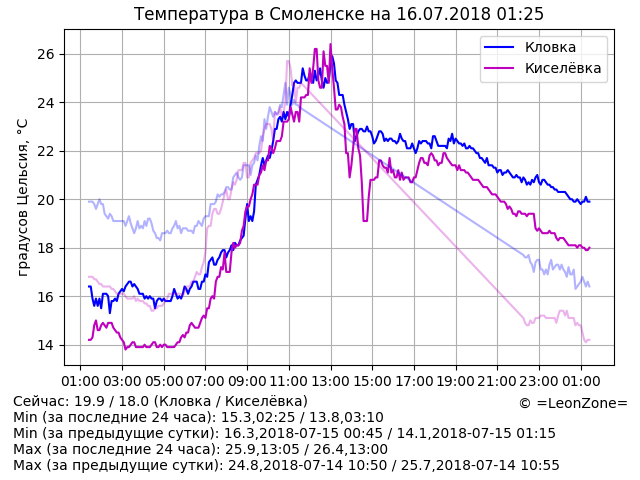 Температура в Смоленске на 16.07.2018 01:25
градусов Цельсия, °C
26
24
22
20
18
16
14
Кловка
Киселёвка
01:00 03:00 05:00 07:00 09:00 11:00 13:00 15:00 17:00 19:00 21:00 23:00 01:00
Сейчас: 19.9 / 18.0 (Кловка / Киселёвка)
© =LeonZone=
Min (за последние 24 часа): 15.3,02:25 / 13.8,03:10
Min (за предыдущие сутки): 16.3,2018-07-15 00:45 / 14.1,2018-07-15 01:15
Max (за последние 24 часа): 25.9,13:05 / 26.4,13:00
Max (за предыдущие сутки): 24.8,2018-07-14 10:50 / 25.7,2018-07-14 10:55